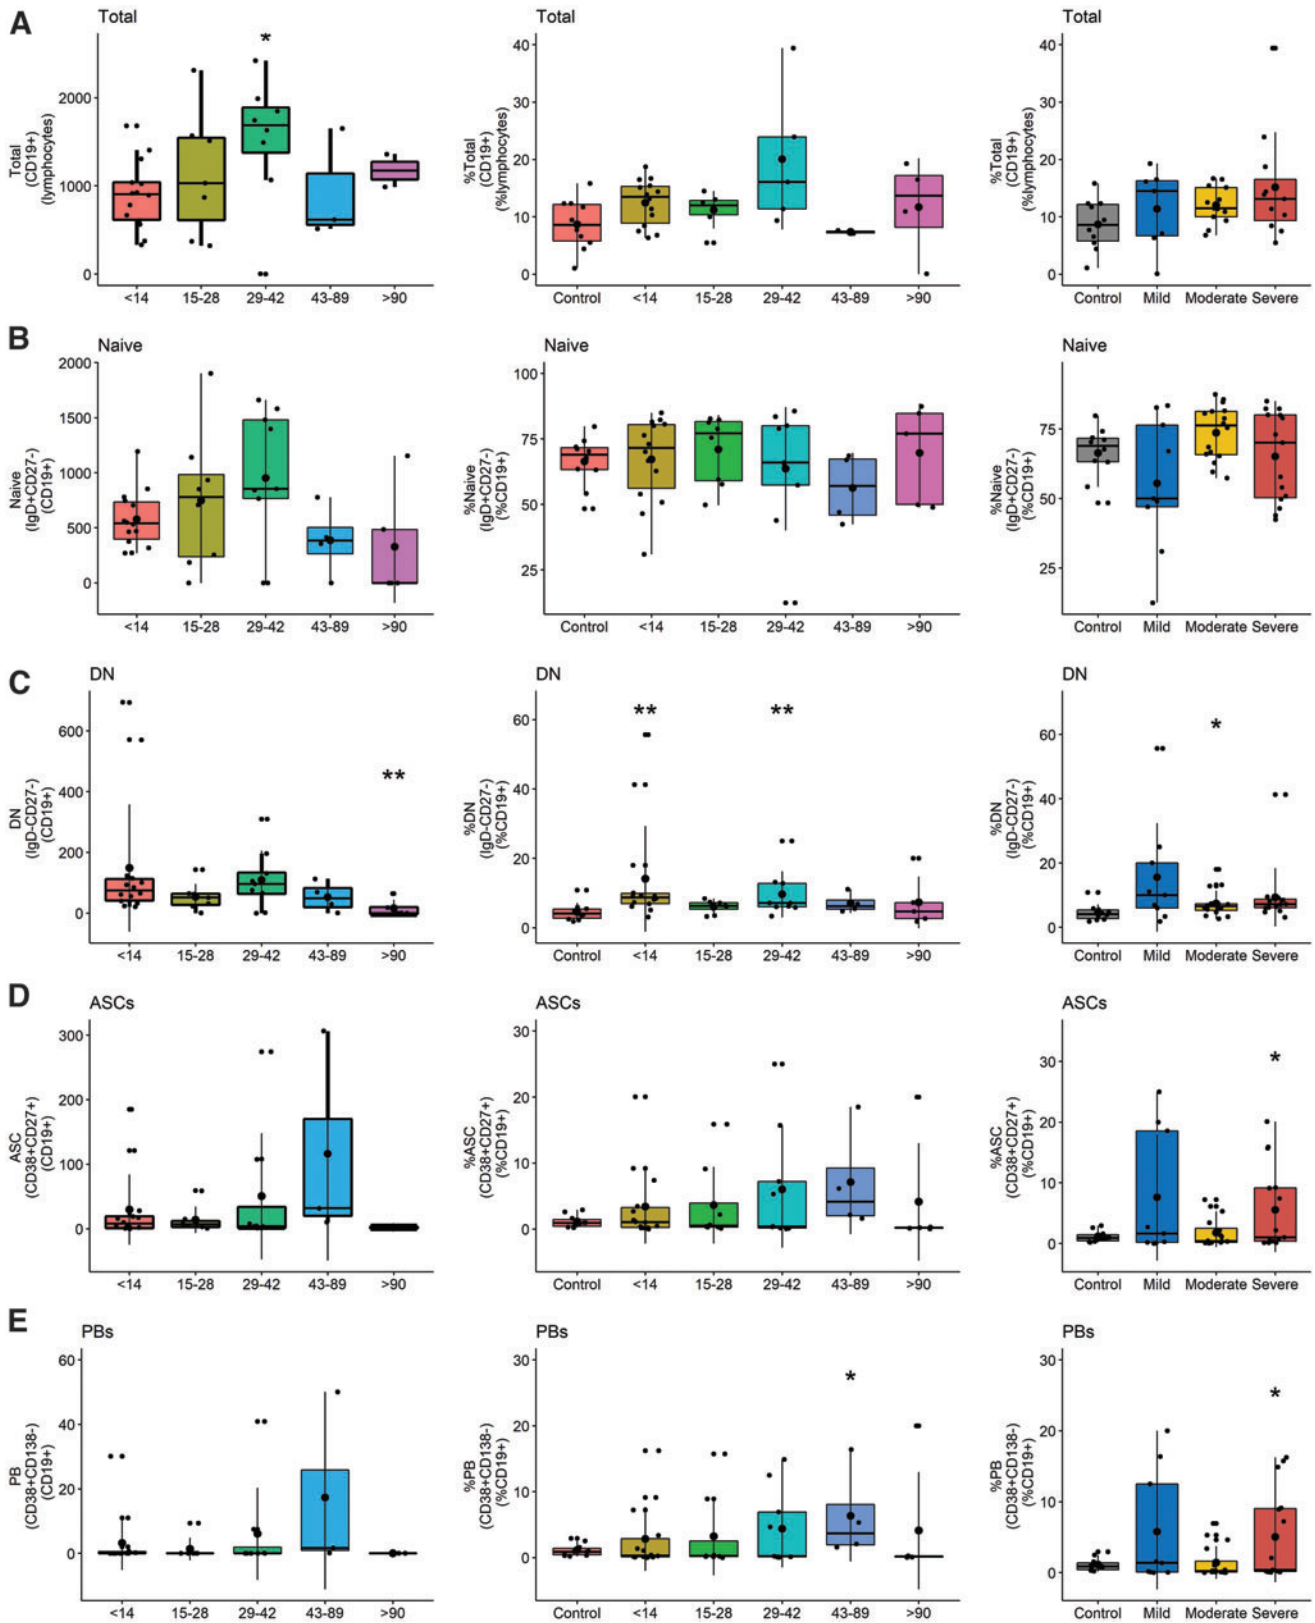 A
Total
Total
(CD19+)
(lymphocytes)
2000
1000
0
*
<14 15-28 29-42 43-89 >90
Total
%Total
(CD19+)
(%lymphocytes)
40
30
20
10
0
Control <14 15-28 29-42 43-89 >90
Total
%Total
(CD19+)
(%lymphocytes)
40
30
20
10
0
Control Mild Moderate Severe
B
Naive
Naive
(IgD+CD27-)
(CD19+)
2000
1500
1000
500
0
<14 15-28 29-42 43-89 >90
%Naive
%Naive
(IgD+CD27-)
(%CD19+)
100
75
50
25
Control <14 15-28 29-42 43-89 >90
%Naive
%Naive
(IgD+CD27-)
(%CD19+)
75
50
25
Control Mild Moderate Severe
C
DN
DN
(IgD-CD27-)
(CD19+)
600
400
200
0
**
<14 15-28 29-42 43-89 >90
DN
%DN
(IgD-CD27-)
(%CD19+)
60
40
20
0
** **
Control <14 15-28 29-42 43-89 >90
DN
%DN
(IgD-CD27-)
(%CD19+)
60
40
20
0
*
Control Mild Moderate Severe
D
ASCs
ASC
(CD38+CD27+)
(CD19+)
300
200
100
0
<14 15-28 29-42 43-89 >90
ASCs
%ASC
(CD38+CD27+)
(%CD19+)
30
20
10
0
Control <14 15-28 29-42 43-89 >90
ASCs
%ASC
(CD38+CD27+)
(%CD19+)
30
20
10
0
*
Control Mild Moderate Severe
E
PBs
PB
(CD38+CD138-)
(CD19+)
60
40
20
0
<14 15-28 29-42 43-89 >90
PBs
%PB
(CD38+CD138-)
(%CD19+)
30
20
10
0
*
Control <14 15-28 29-42 43-89 >90
PBs
%PB
(CD38+CD138-)
(%CD19+)
30
20
10
0
*
Control Mild Moderate Severe